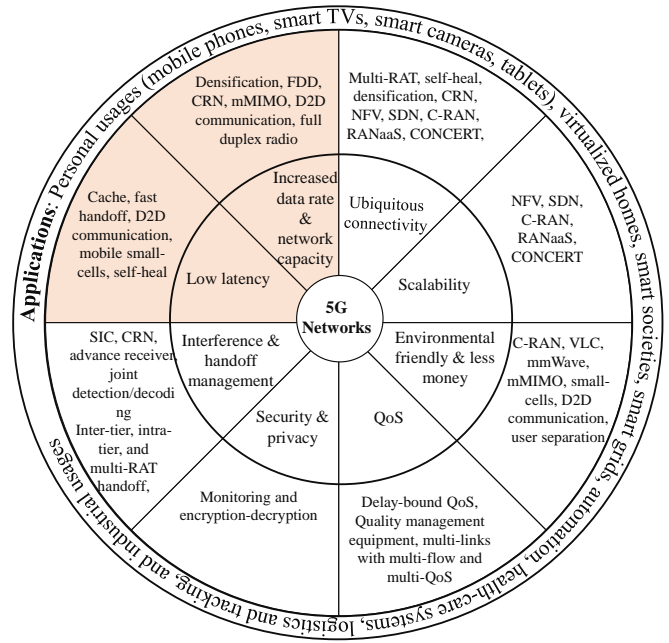 Applications: Personal usages (mobile phones, smart TVs, smart cameras, tablets), virtualized homes, smart societies, smart grids, automation, health-care systems, logistics and tracking, and industrial usages
Densification, FDD,
CRN, mMIMO, D2D
communication, full
duplex radio
Multi-RAT, self-heal,
densification, CRN,
NFV, SDN, C-RAN,
RANaaS, CONCERT,
Cache, fast
handoff, D2D
communication,
mobile small-
cells, self-heal
Increased
data rate
&
network
capacity
Ubiquitous
connectivity
NFV, SDN,
C-RAN,
RANaaS,
CONCERT
Low latency
Scalability
5G
Networks
SIC, CRN,
advance receiver,
joint
detection/decodi
ng
Inter-tier, intra-
tier, and
multi-RAT
handoff,
Interference &
handoff
management
Environmental
friendly & less
money
C-RAN, VLC,
mmWave,
mMIMO, small-
cells, D2D
communication,
user separation
Security &
privacy
QoS
Monitoring and
encryption-decryption
Delay-bound QoS,
Quality management
equipment, multi-links
with multi-flow and
multi-QoS